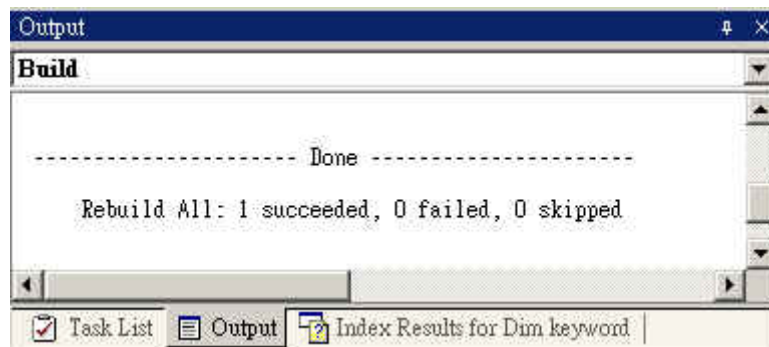 Output
Build
---------------------- Done ----------------------
Rebuild All: 1 succeeded, 0 failed, 0 skipped
Task List Output Index Results for Dim keyword